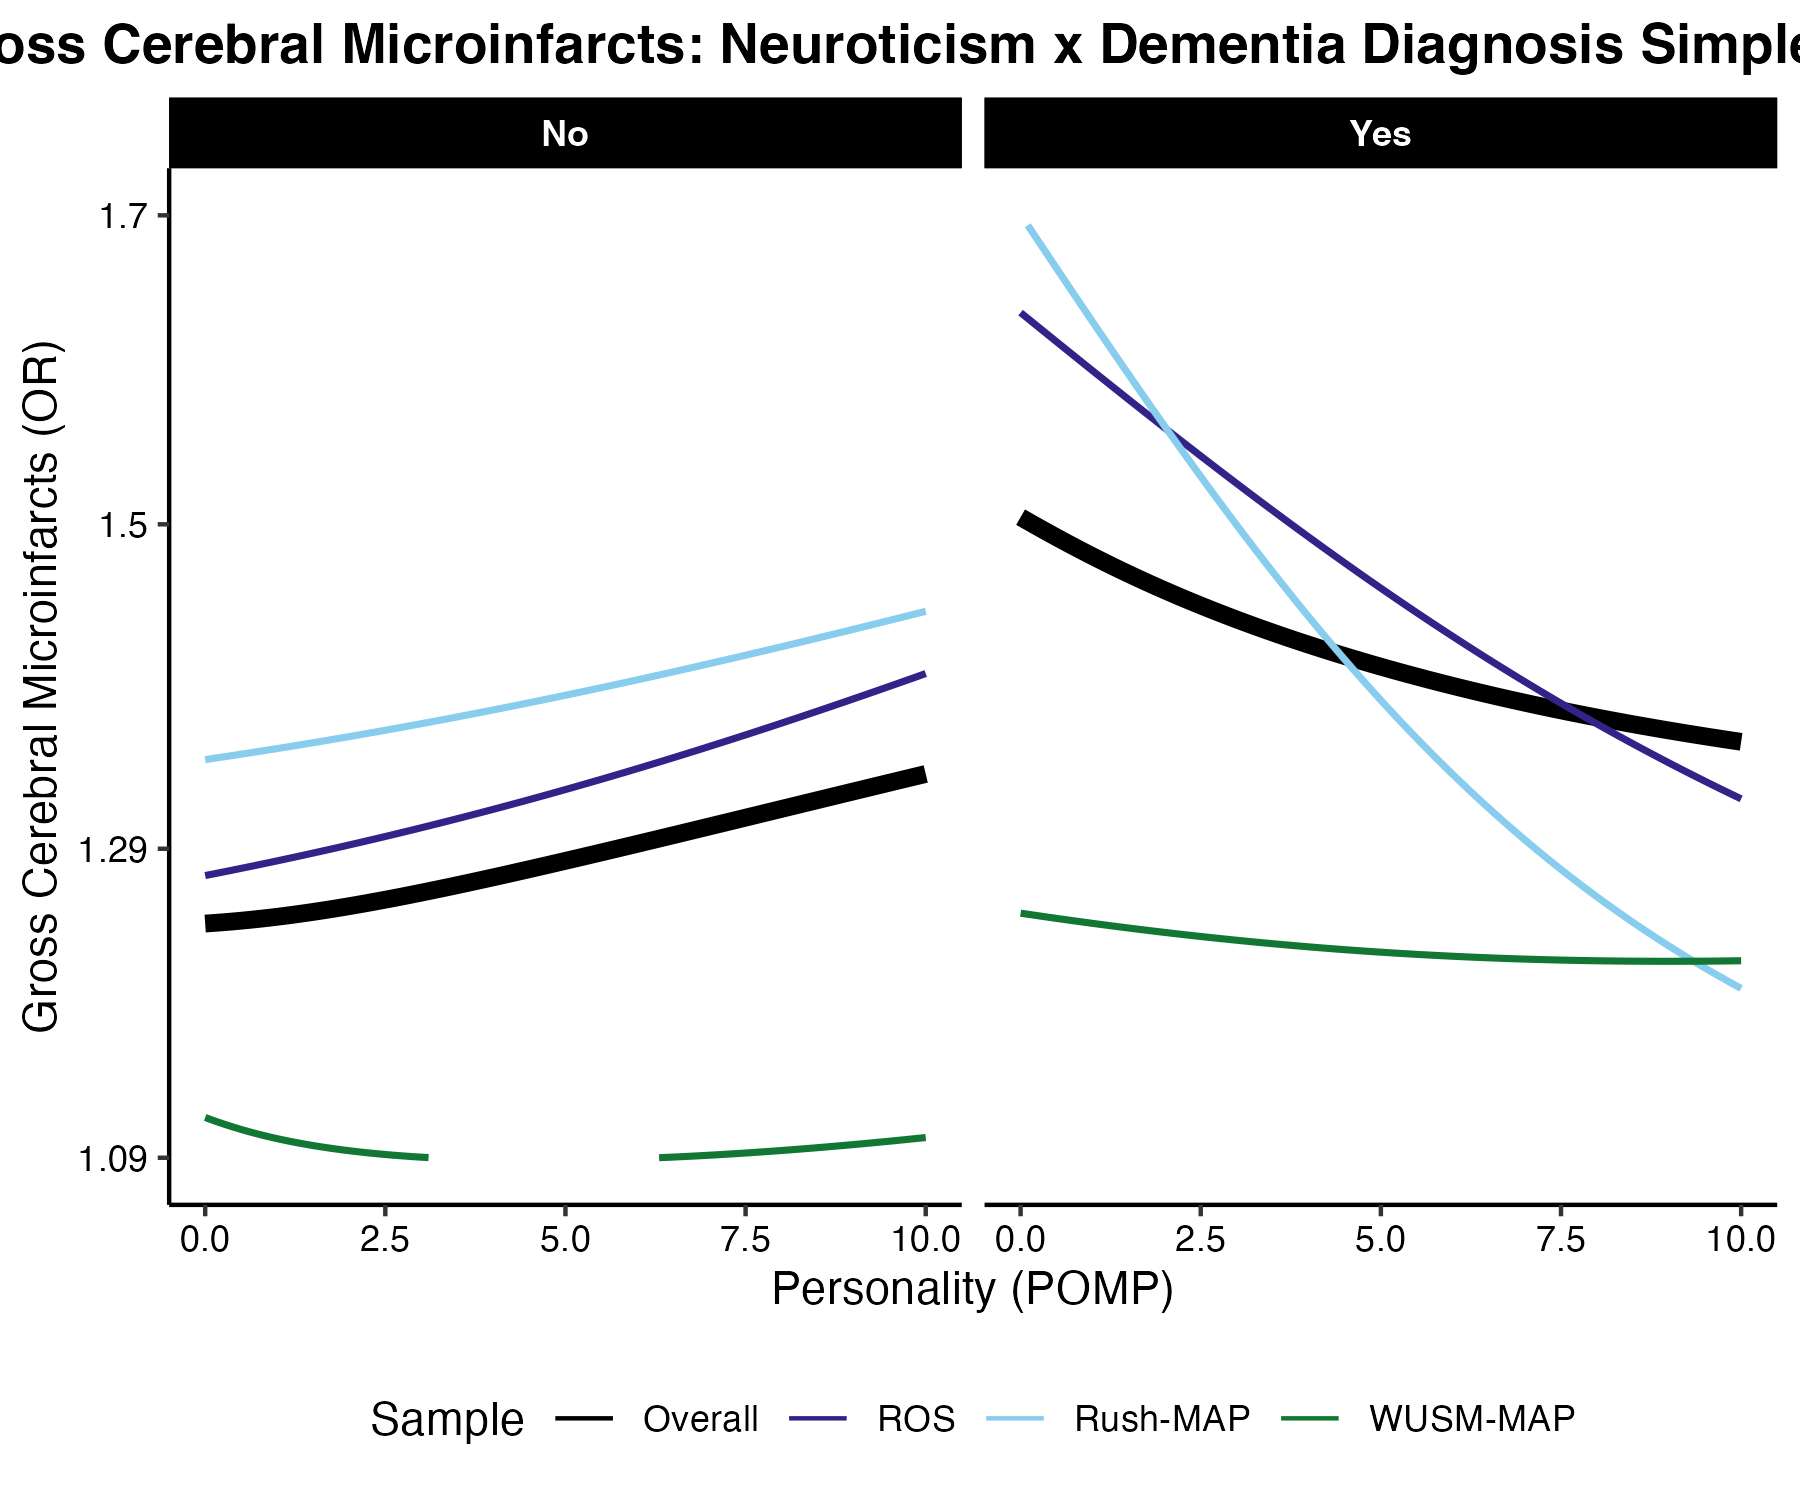 oss Cerebral Microinfarcts: Neuroticism x Dementia Diagnosis Simple
No
Yes
Gross Cerebral Microinfarcts (OR)
1.7
1.5
1.29
1.09
0.0 2.5 5.0 7.5 10.0
0.0 2.5 5.0 7.5 10.0
Personality (POMP)
Sample Overall ROS Rush-MAP WUSM-MAP